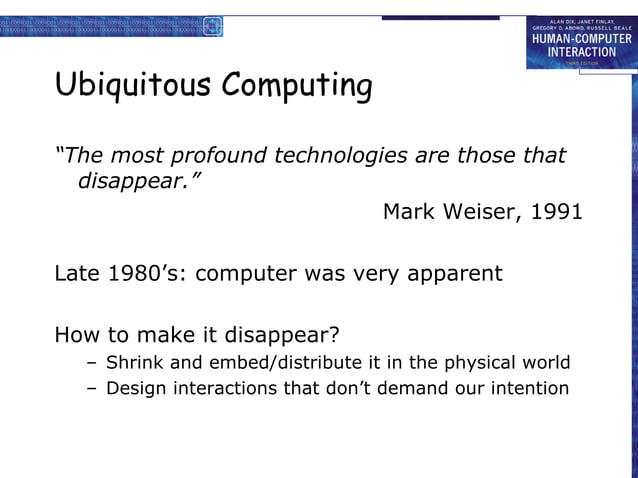 ALAN DIX, JANET FINLAY,
GREGORY D. ABOWD, RUSSELL BEALE
HUMAN-COMPUTER
INTERACTION
THIRD EDITION
Ubiquitous Computing
“The most profound technologies are those that
disappear.”
Mark Weiser, 1991
Late 1980’s: computer was very apparent
How to make it disappear?
– Shrink and embed/distribute it in the physical world
– Design interactions that don’t demand our intention